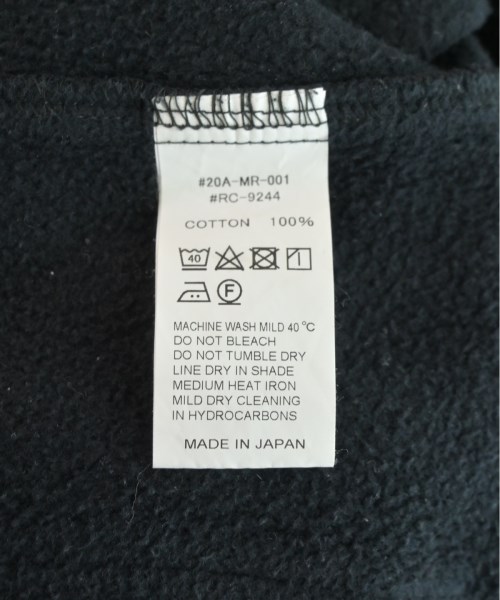 #20A-MR-001
#RC-9244
COTTON 100%
40
F
MACHINE WASH MILD 40 °C
DO NOT BLEACH
DO NOT TUMBLE DRY
LINE DRY IN SHADE
MEDIUM HEAT IRON
MILD DRY CLEANING
IN HYDROCARBONS
MADE IN JAPAN